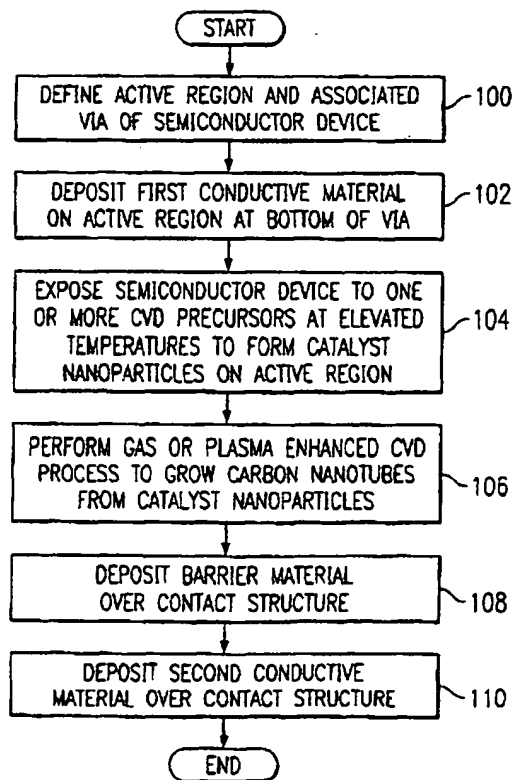 START
DEFINE ACTIVE REGION AND ASSOCIATED
VIA OF SEMICONDUCTOR DEVICE
100
DEPOSIT FIRST CONDUCTIVE MATERIAL
ON ACTIVE REGION AT BOTTOM OF VIA
102
EXPOSE SEMICONDUCTOR DEVICE TO ONE
OR MORE CVD PRECURSORS AT ELEVATED
TEMPERATURES TO FORM CATALYST
NANOPARTICLES ON ACTIVE REGION
104
PERFORM GAS OR PLASMA ENHANCED CVD
PROCESS TO GROW CARBON NANOTUBES
FROM CATALYST NANOPARTICLES
106
DEPOSIT BARRIER MATERIAL
OVER CONTACT STRUCTURE
108
DEPOSIT SECOND CONDUCTIVE
MATERIAL OVER CONTACT STRUCTURE
110
END